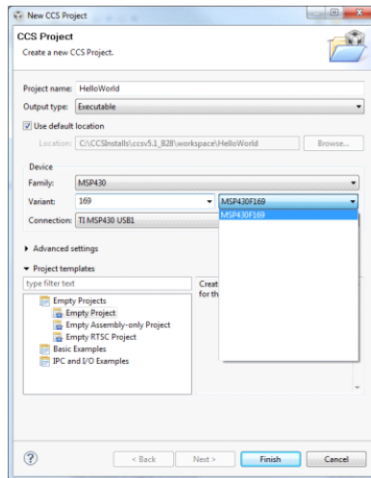 New CCS Project
CCS Project
Create a new CCS Project.
Project name: HelloWorld
Output type: Executable
Use default location
Location: C:\CCSInstalls\ccsv5.1_828\workspace\HelloWorld Browse...
Device
Family: MSP430
Variant: 169 MSP430F169
MSP430F169
Connection: TI MSP430 USB1
Advanced settings
Project templates
type filter text
Creat
for th
Empty Projects
Empty Project
Empty Assembly-only Project
Empty RTSC Project
Basic Examples
IPC and I/O Examples
? < Back Next > Finish Cancel